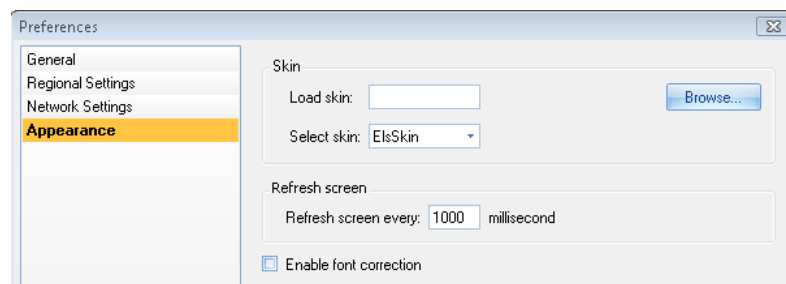 Preferences
General
Regional Settings
Network Settings
Appearance
Skin
Load skin:
Browse...
Select skin: ElsSkin
Refresh screen
Refresh screen every: 1000 millisecond
Enable font correction